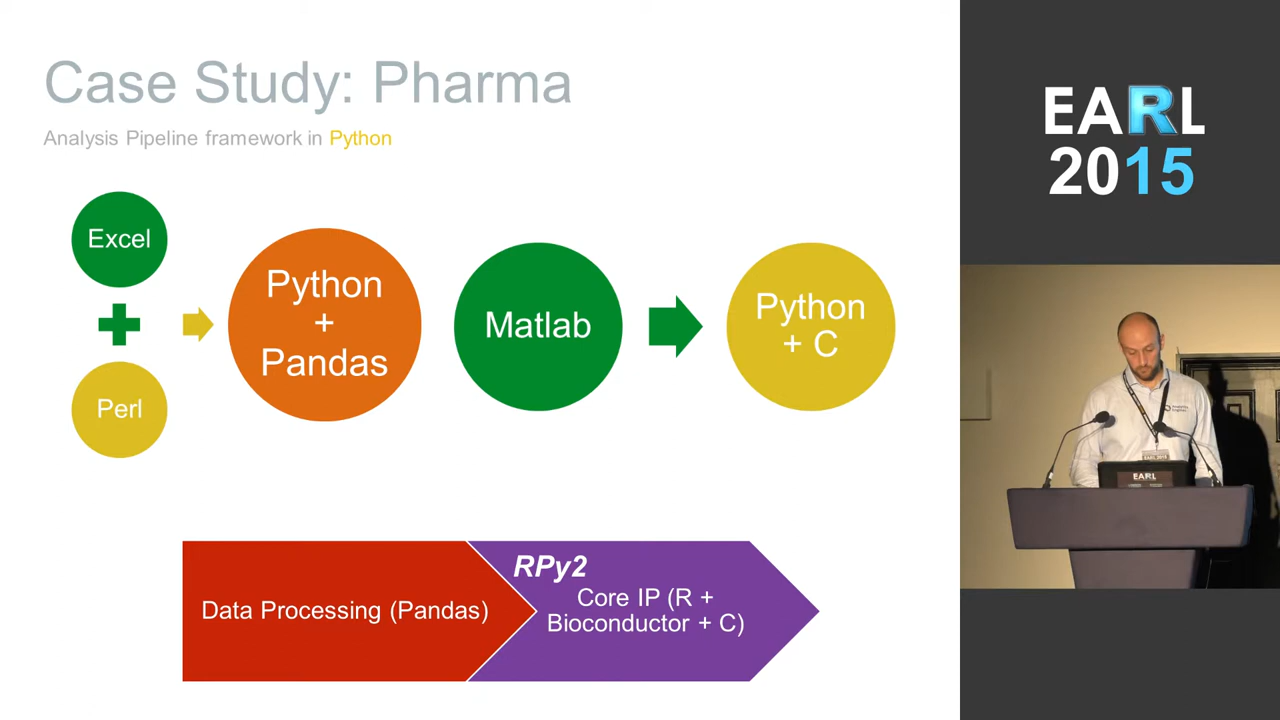 Case Study: Pharma
Analysis Pipeline framework in Python
Excel
Perl
Python
+
Pandas
Matlab
Python
+ C
RPy2
Data Processing (Pandas)
Core IP (R +
Bioconductor + C)
EARL
2015
EARL